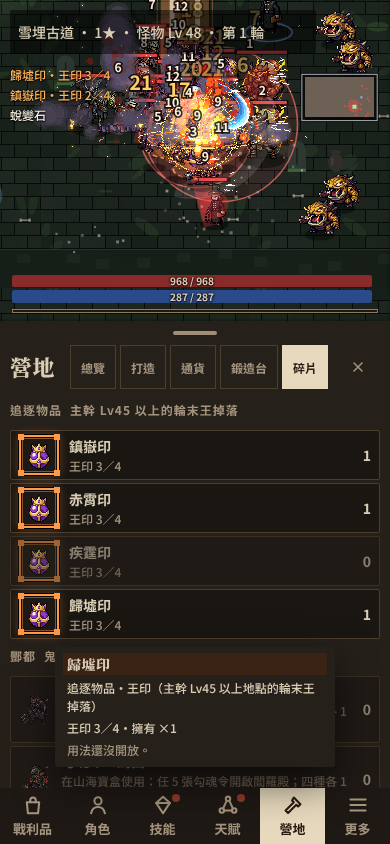 雪埋古道 • 1★ • 怪物 Lv 48 • 第 1 輪
歸墟印・王印 3/4
鎮嶽印・王印 2/4
蛻變石
968 / 968
287 / 287
營地
總覽
打造
通貨
鍛造台
碎片
×
追逐物品 主幹 Lv45 以上的輪末王掉落
鎮嶽印
王印 3/4
1
赤霄印
王印 3/4
1
疾霆印
王印 3/4
0
歸墟印
王印 3/4
1
酆都 鬼
歸墟印
追逐物品・王印（主幹 Lv45 以上地點的輪末王
掉落）
王印 3/4・擁有 ×1
用法還沒開放。
1
0
在山海寶盒使用：任 5 張勾魂令開啟閻羅殿；四種各 1
0
戰利品
角色
技能
天賦
營地
更多